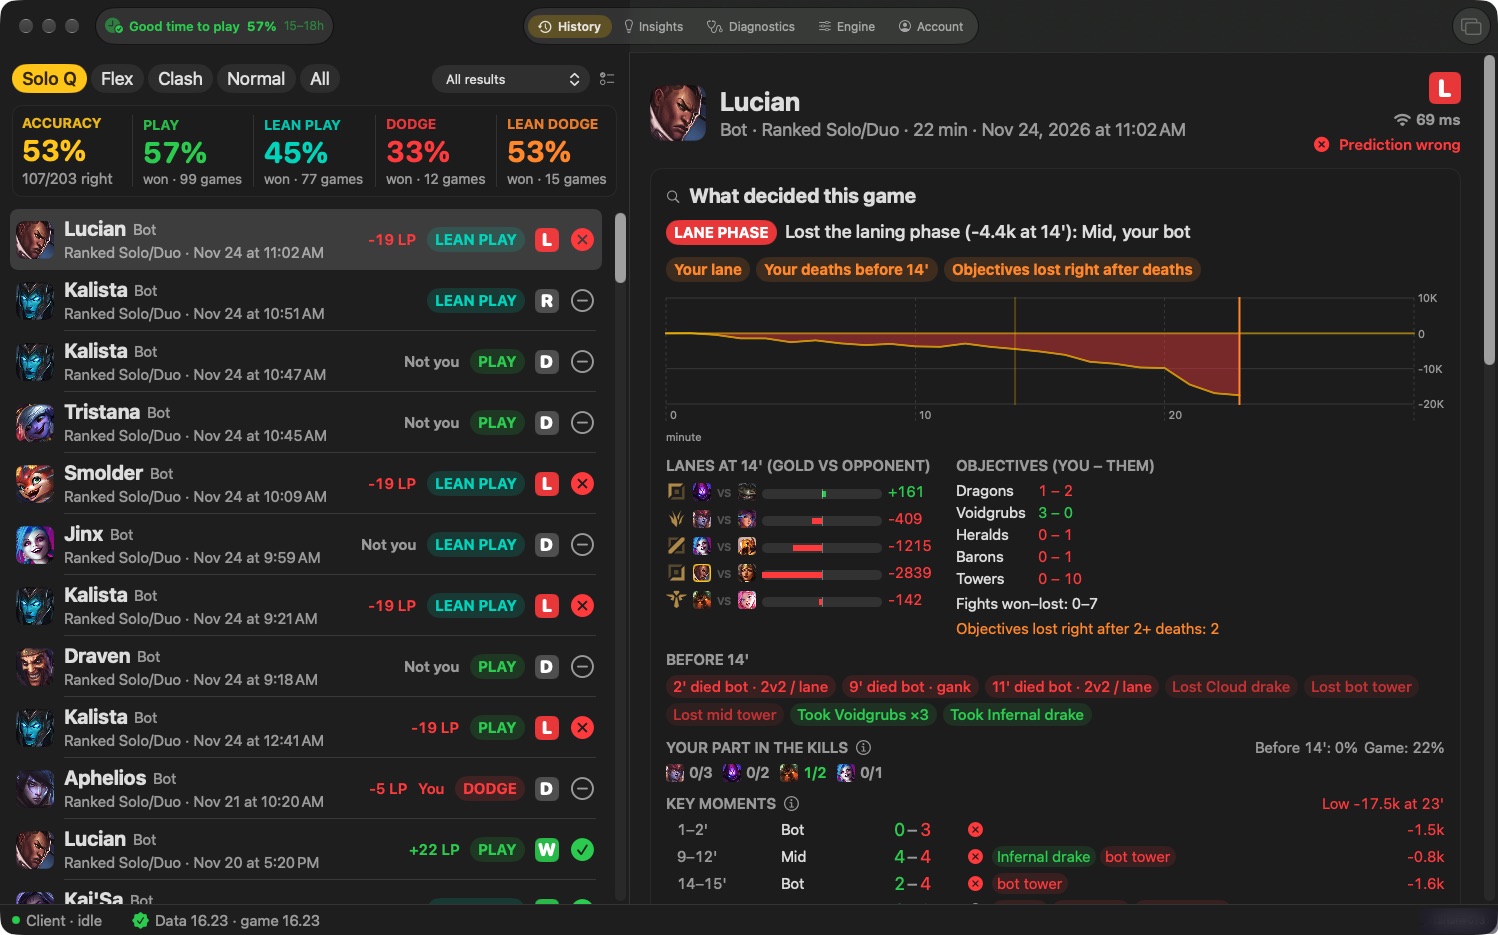 Good time to play 57% 15–18h
History Insights Diagnostics Engine Account
Solo Q Flex Clash Normal All All results
ACCURACY PLAY LEAN PLAY DODGE LEAN DODGE
53% 57% 45% 33% 53%
107/203 right won · 99 games won · 77 games won · 12 games won · 15 games
Lucian Bot
Ranked Solo/Duo · Nov 24 at 11:02 AM
-19 LP LEAN PLAY L
Kalista Bot
Ranked Solo/Duo · Nov 24 at 10:51 AM
LEAN PLAY R
Kalista Bot
Ranked Solo/Duo · Nov 24 at 10:47 AM
Not you PLAY D
Tristana Bot
Ranked Solo/Duo · Nov 24 at 10:45 AM
Not you PLAY D
Smolder Bot
Ranked Solo/Duo · Nov 24 at 10:09 AM
-19 LP LEAN PLAY L
Jinx Bot
Ranked Solo/Duo · Nov 24 at 9:59 AM
Not you LEAN PLAY D
Kalista Bot
Ranked Solo/Duo · Nov 24 at 9:21 AM
-19 LP LEAN PLAY L
Draven Bot
Ranked Solo/Duo · Nov 24 at 9:18 AM
Not you PLAY D
Kalista Bot
Ranked Solo/Duo · Nov 24 at 12:41 AM
-19 LP PLAY L
Aphelios Bot
Ranked Solo/Duo · Nov 21 at 10:20 AM
-5 LP You DODGE D
Lucian Bot
Ranked Solo/Duo · Nov 20 at 5:20 PM
+22 LP PLAY W
Kai'Sa Bot
Client · idle Data 16.23 · game 16.23
Lucian
Bot · Ranked Solo/Duo · 22 min · Nov 24, 2026 at 11:02 AM
L
69 ms
Prediction wrong
What decided this game
LANE PHASE Lost the laning phase (-4.4k at 14'): Mid, your bot
Your lane Your deaths before 14' Objectives lost right after deaths
10K
0
-10K
-20K
0 10 20
minute
LANES AT 14' (GOLD VS OPPONENT)
vs +161
vs -409
vs -1215
vs -2839
vs -142
OBJECTIVES (YOU – THEM)
Dragons 1 – 2
Voidgrubs 3 – 0
Heralds 0 – 1
Barons 0 – 1
Towers 0 – 10
Fights won–lost: 0–7
Objectives lost right after 2+ deaths: 2
BEFORE 14'
2' died bot · 2v2 / lane 9' died bot · gank 11' died bot · 2v2 / lane Lost Cloud drake Lost bot tower
Lost mid tower Took Voidgrubs ×3 Took Infernal drake
YOUR PART IN THE KILLS Before 14': 0% Game: 22%
0/3 0/2 1/2 0/1
KEY MOMENTS Low -17.5k at 23'
1–2' Bot 0–3 -1.5k
9–12' Mid 4–4 Infernal drake bot tower -0.8k
14–15' Bot 2–4 bot tower -1.6k